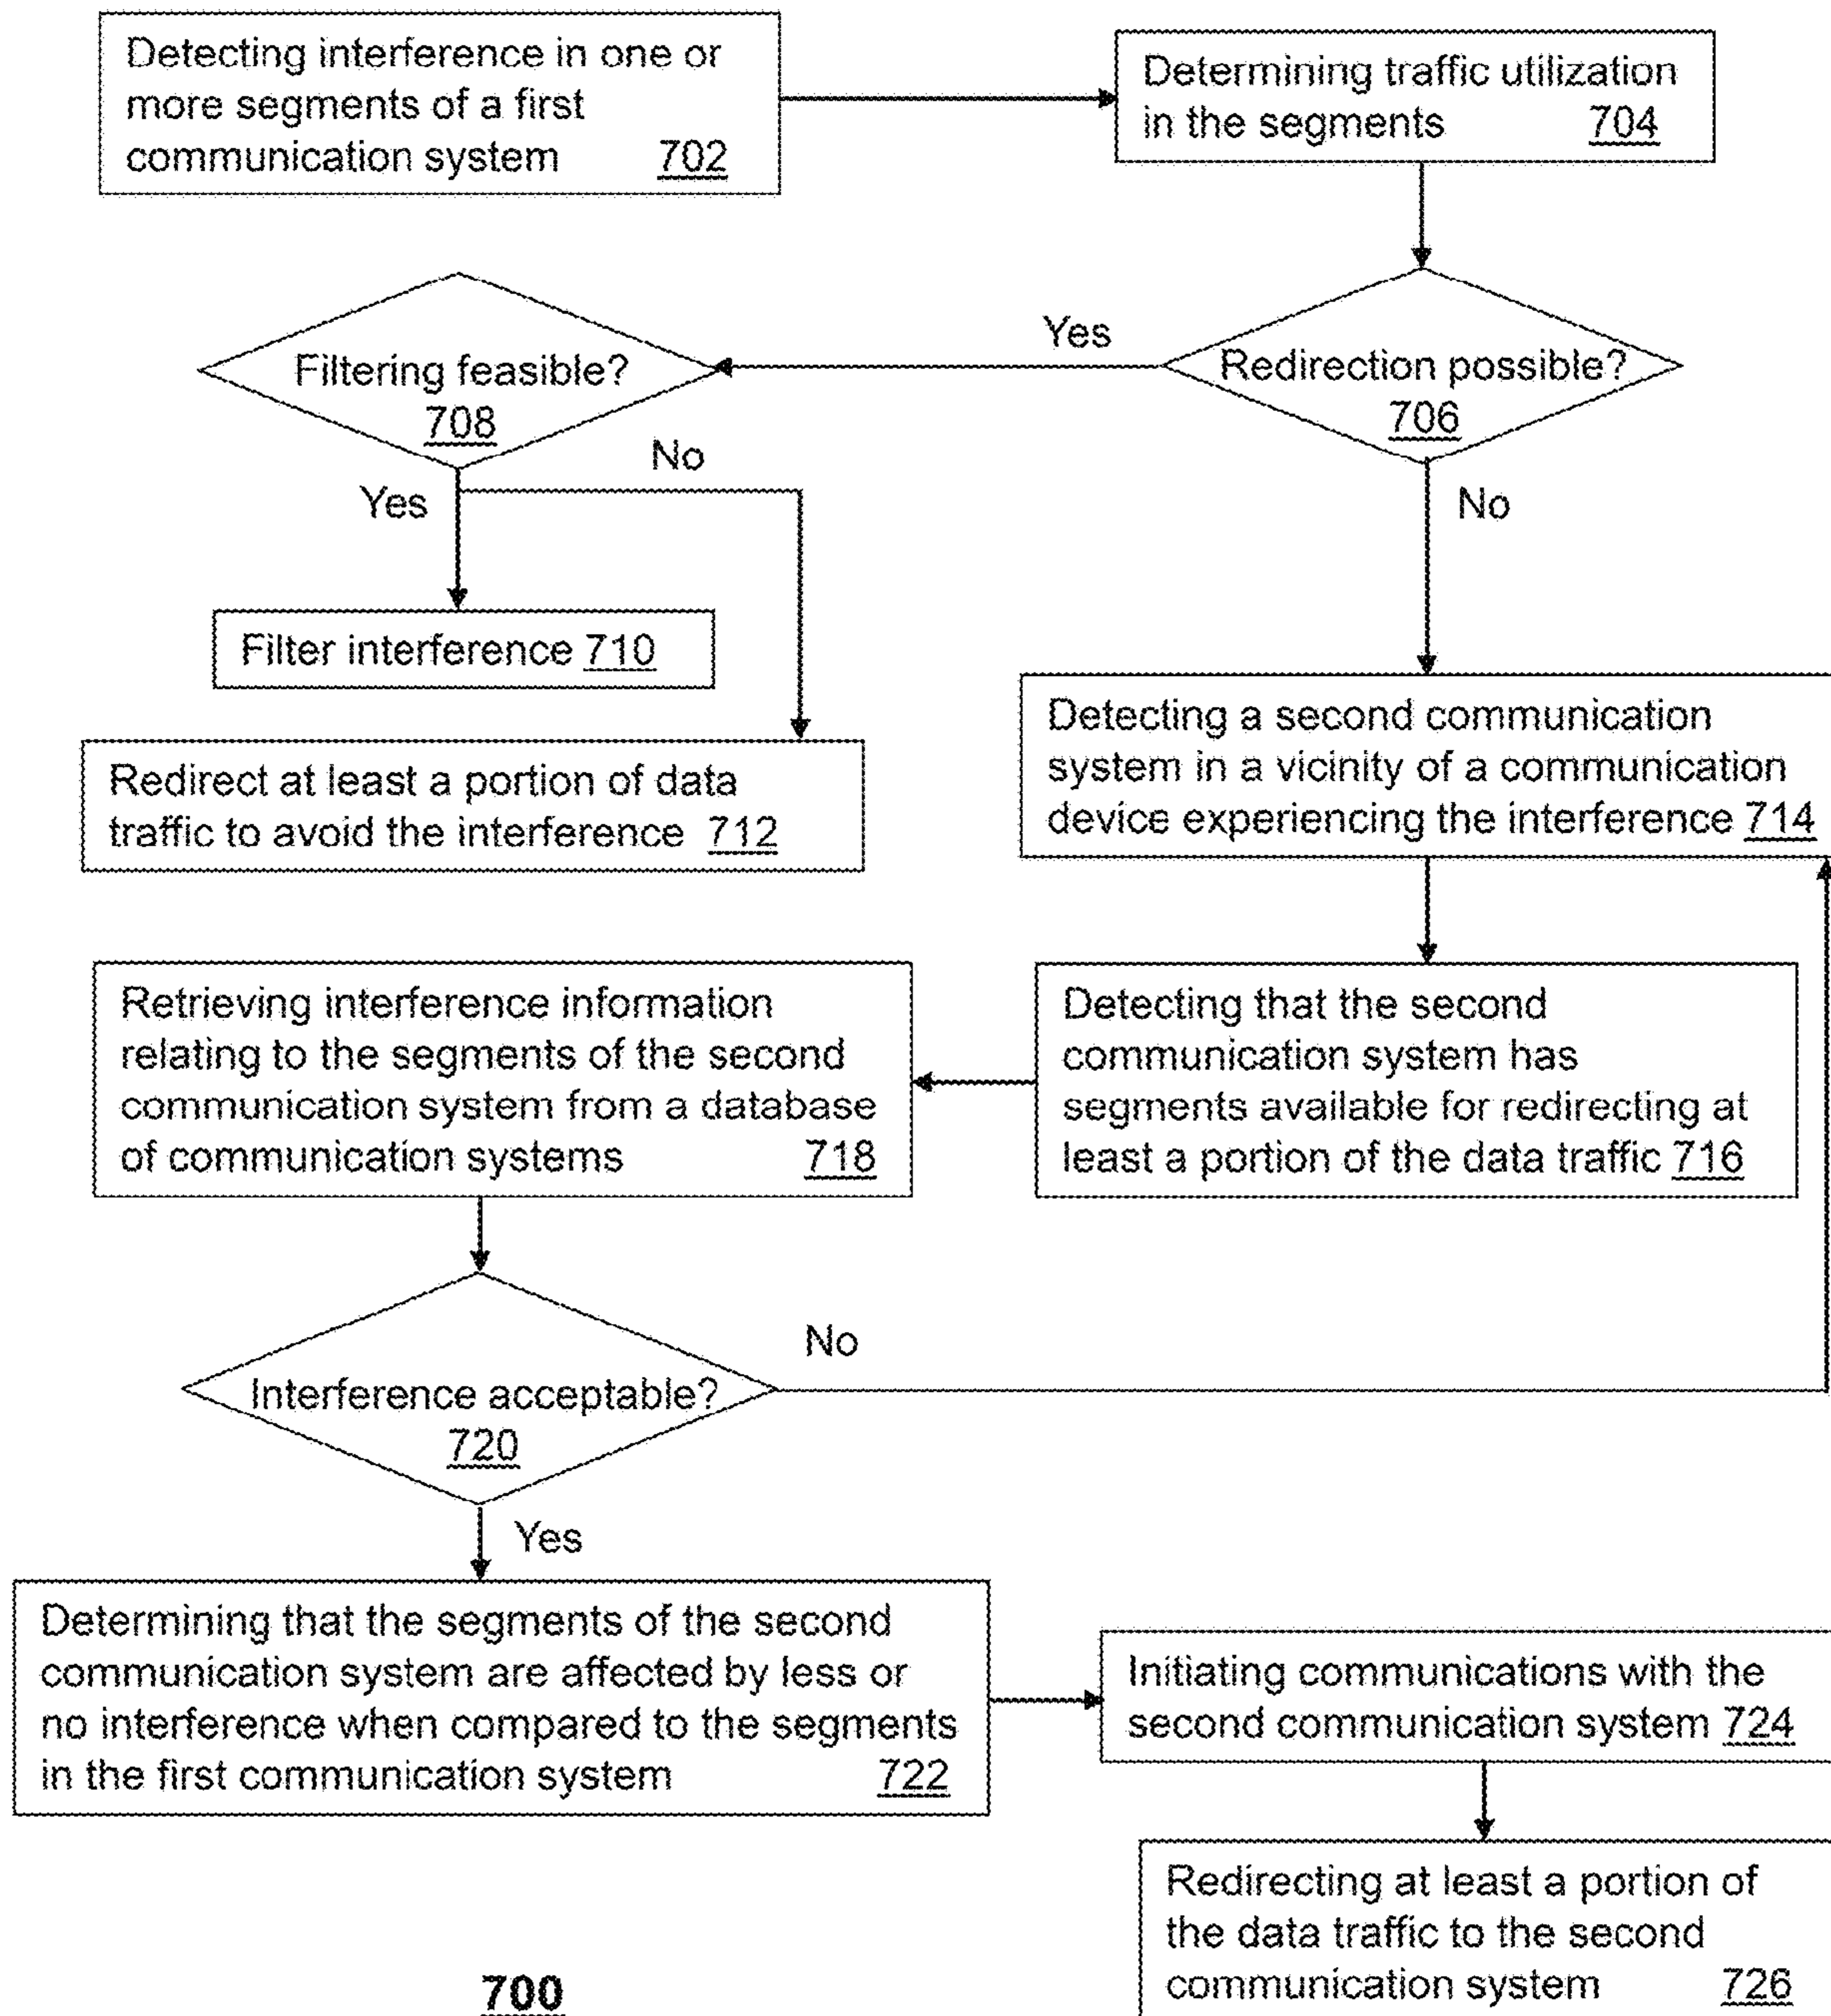 Detecting interference in one or
more segments of a first
communication system 702
Determining traffic utilization
in the segments 704
Yes
Filtering feasible?
708
Redirection possible?
706
No
Yes
No
Filter interference 710
Redirect at least a portion of data
traffic to avoid the interference 712
Detecting a second communication
system in a vicinity of a communication
device experiencing the interference 714
Retrieving interference information
relating to the segments of the second
communication system from a database
of communication systems 718
Detecting that the second
communication system has
segments available for redirecting at
least a portion of the data traffic 716
No
Interference acceptable?
720
Yes
Determining that the segments of the second
communication system are affected by less or
no interference when compared to the segments
in the first communication system 722
Initiating communications with the
second communication system 724
Redirecting at least a portion of
the data traffic to the second
communication system 726
700